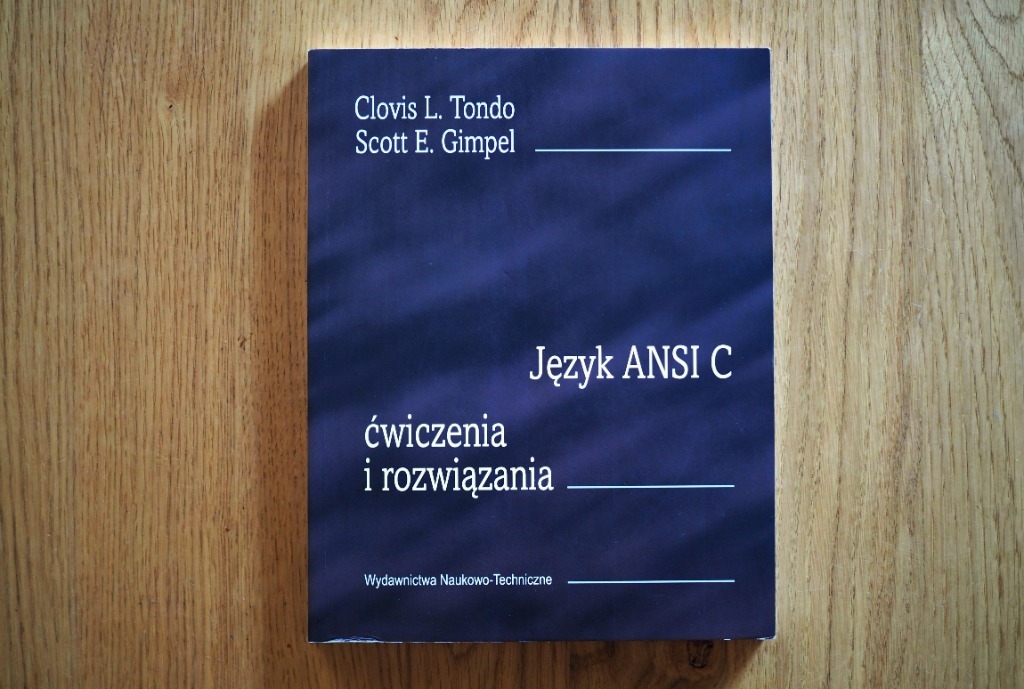 Clovis L. Tondo
Scott E. Gimpel
Język ANSI C
ćwiczenia
i rozwiązania
Wydawnictwa Naukowo-Techniczne